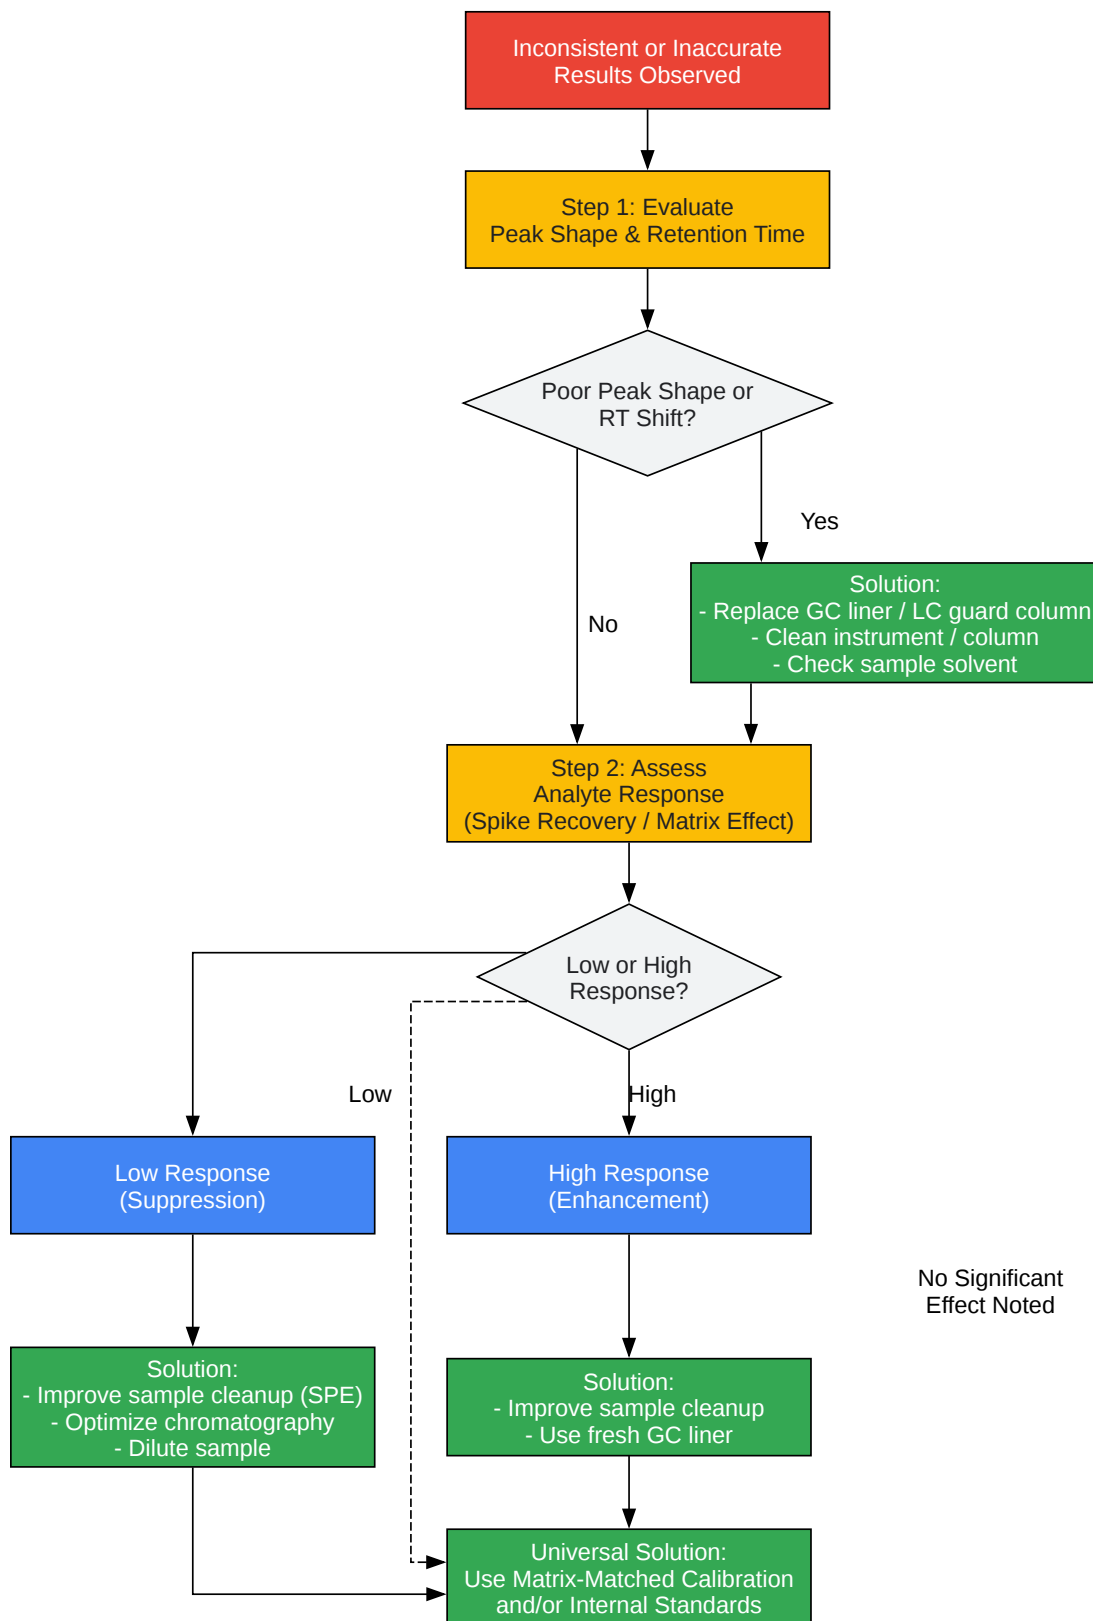 Inconsistent or Inaccurate
Results Observed
Step 1: Evaluate
Peak Shape & Retention Time
Poor Peak Shape or
RT Shift?
Yes
Solution:
- Replace GC liner / LC guard column
- Clean instrument / column
- Check sample solvent
No
Step 2: Assess
Analyte Response
(Spike Recovery / Matrix Effect)
Low or High
Response?
Low
High
Low Response
(Suppression)
High Response
(Enhancement)
No Significant
Effect Noted
Solution:
- Improve sample cleanup (SPE)
- Optimize chromatography
- Dilute sample
Solution:
- Improve sample cleanup
- Use fresh GC liner
Universal Solution:
Use Matrix-Matched Calibration
and/or Internal Standards